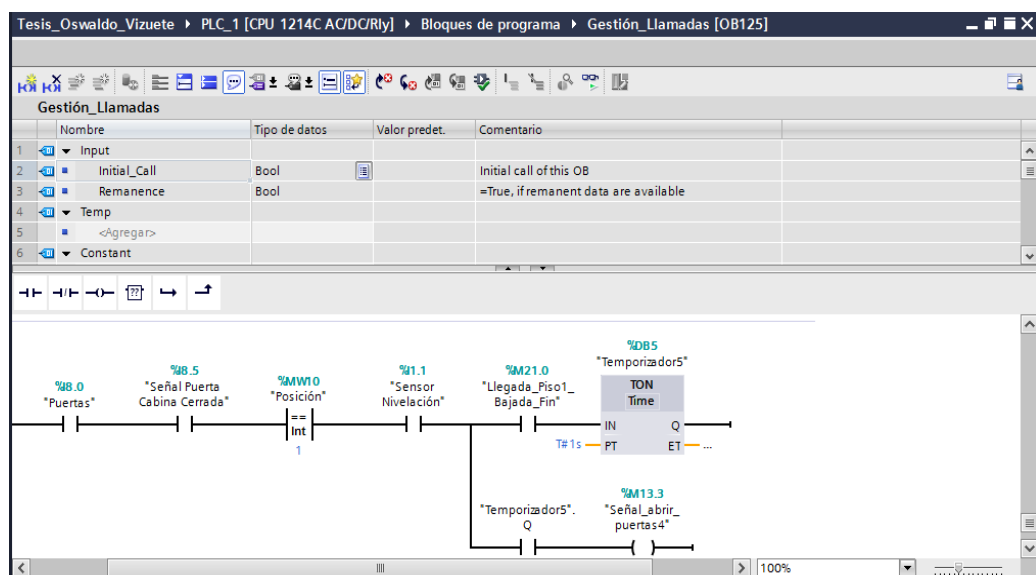 Tesis_Oswaldo_Vizuete ▸ PLC_1 [CPU 1214C AC/DC/Rly] ▸ Bloques de programa ▸ Gestión_Llamadas [OB125]
Gestión_Llamadas
Nombre Tipo de datos Valor predet. Comentario
1 Input
2 Initial_Call Bool Initial call of this OB
3 Remanence Bool =True, if remanent data are available
4 Temp
5 <Agregar>
6 Constant
??
%DB5
"Temporizador5"
%I8.0
"Puertas"
%I8.5
"Señal Puerta
Cabina Cerrada"
%MW10
"Posición"
==
Int
1
%I1.1
"Sensor
Nivelación"
%M21.0
"Llegada_Piso1_
Bajada_Fin"
TON
Time
IN Q
T#1s PT ET ...
"Temporizador5".
Q
%M13.3
"Señal_abrir_
puertas4"
100%